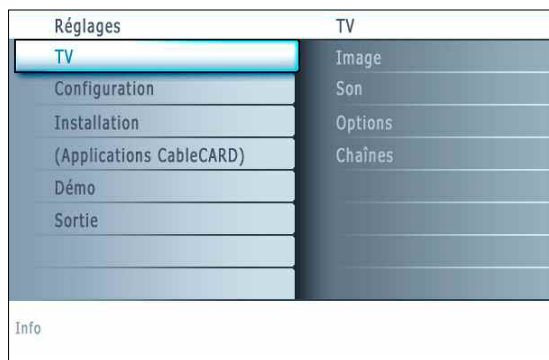 Réglages
TV
TV
Image
Configuration
Son
Installation
Options
(Applications CableCARD)
Chaînes
Démo
Sortie
Info